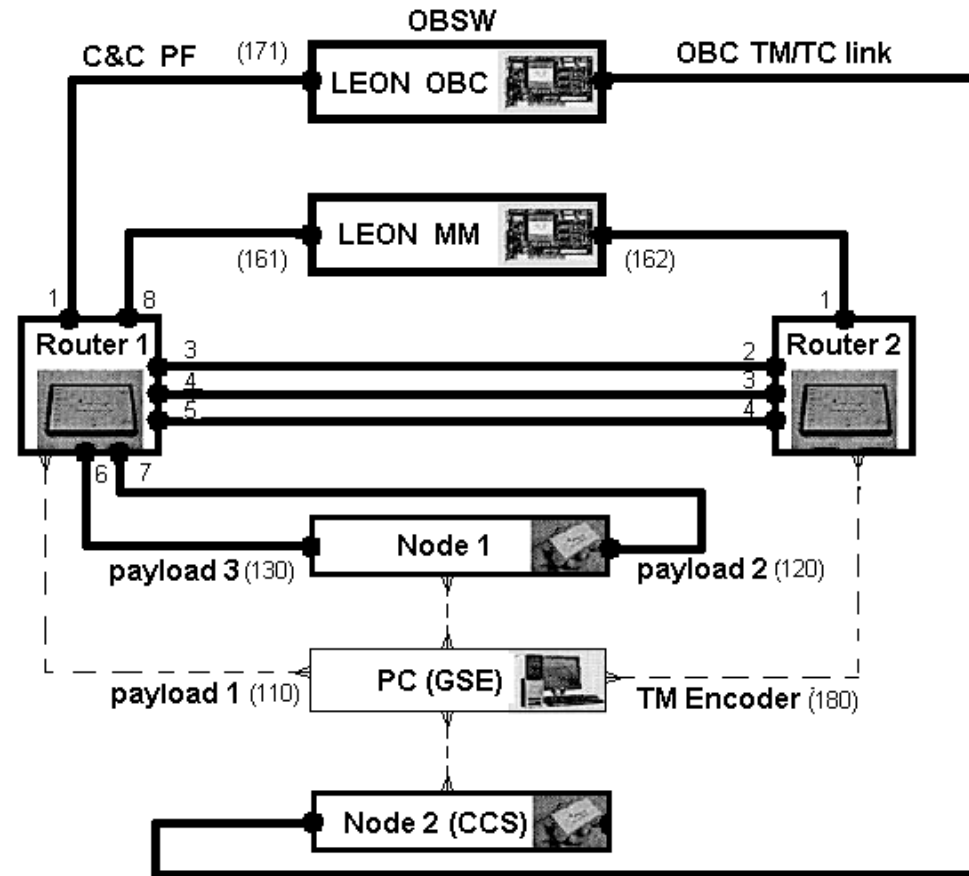 OBSW
C&C PF
(171)
OBC TM/TC link
LEON OBC
LEON MM
(161)
(162)
1
8
1
Router 1
Router 2
3
2
4
3
5
4
6
7
Node 1
payload 3 (130)
payload 2 (120)
PC (GSE)
payload 1 (110)
TM Encoder (180)
Node 2 (CCS)